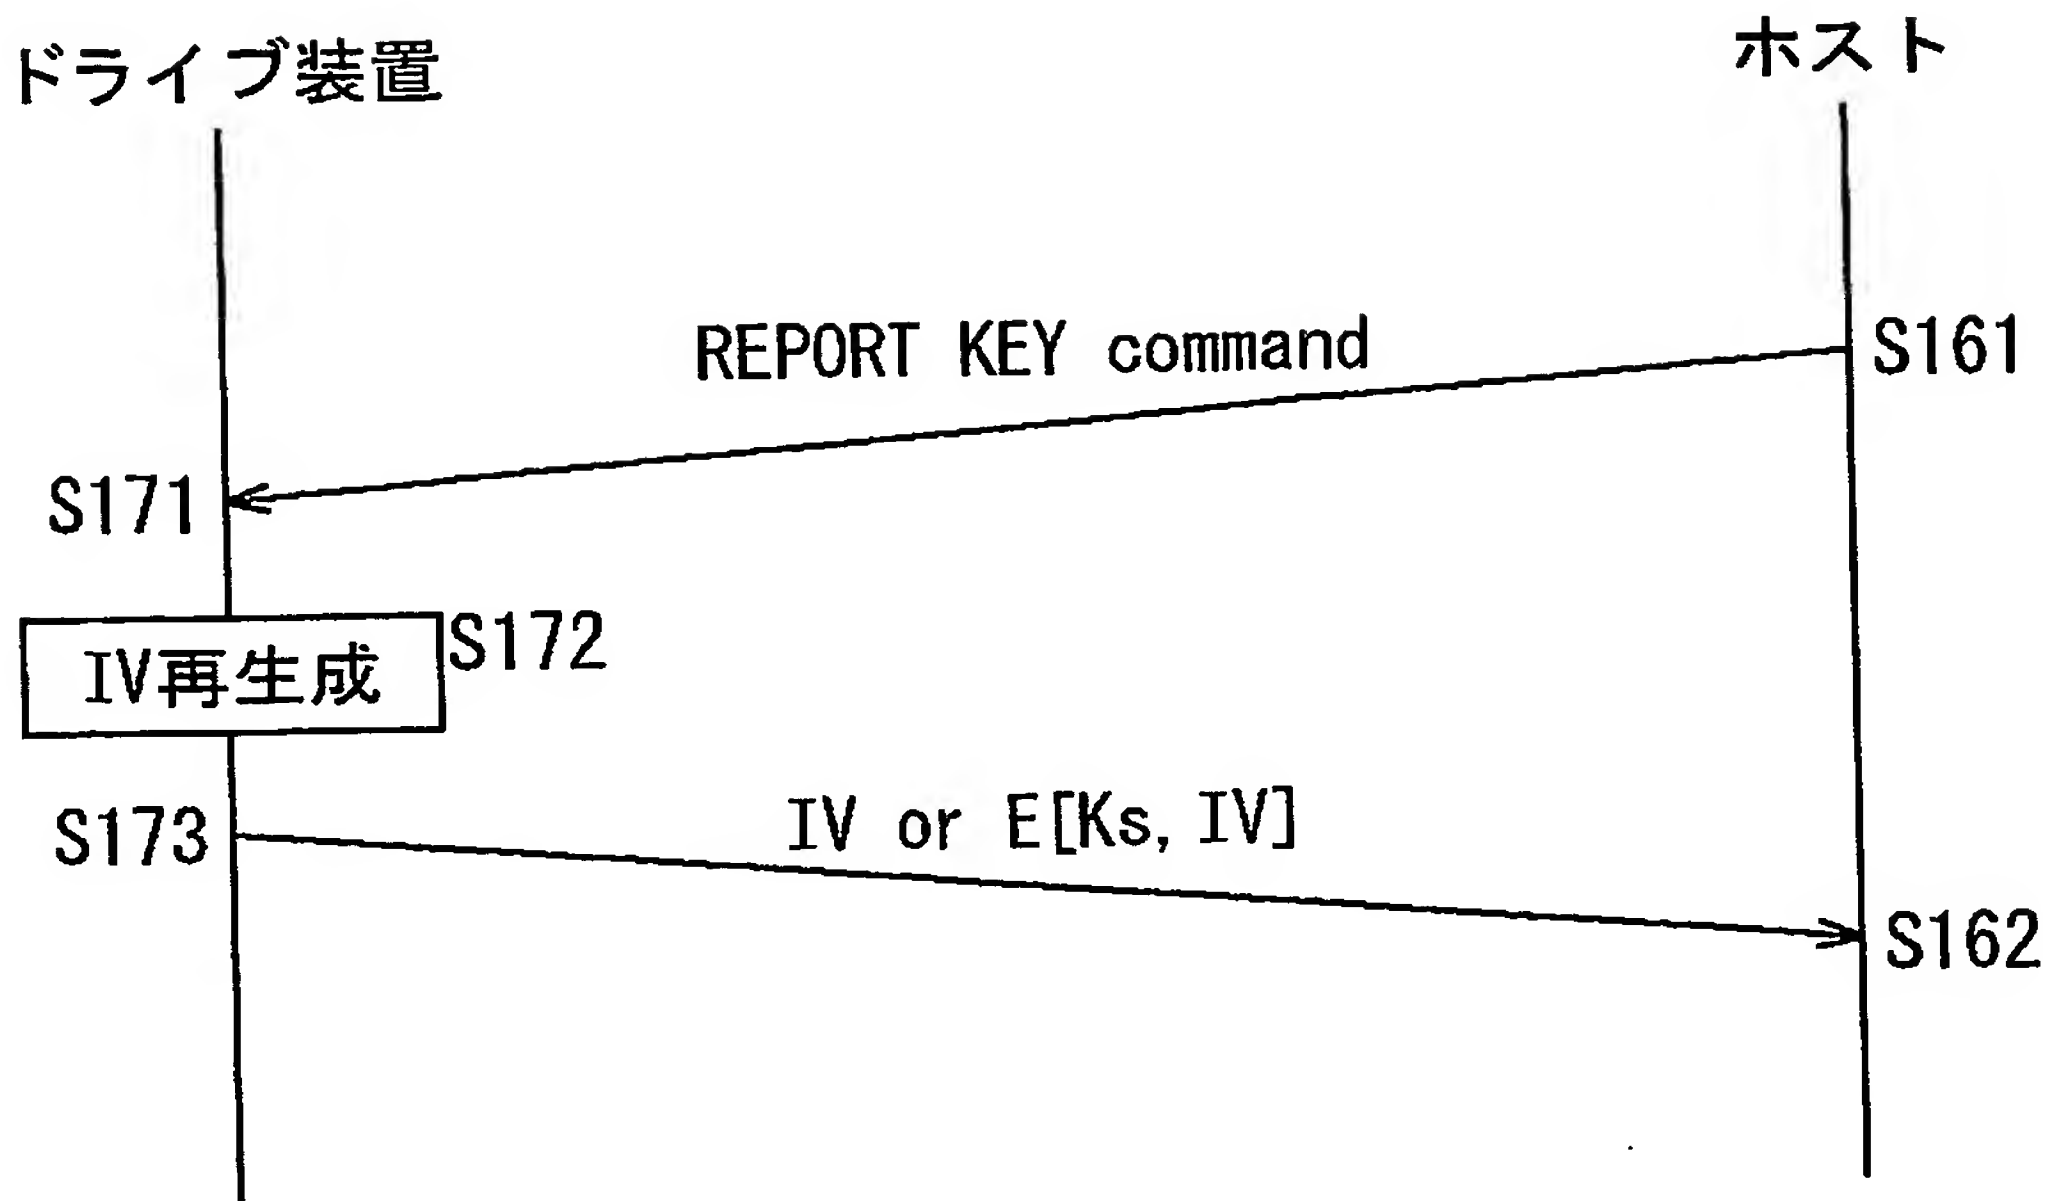 ドライブ装置
ホスト
REPORT KEY command
S161
S171
S172
IV再生成
S173
IV or E[Ks, IV]
S162